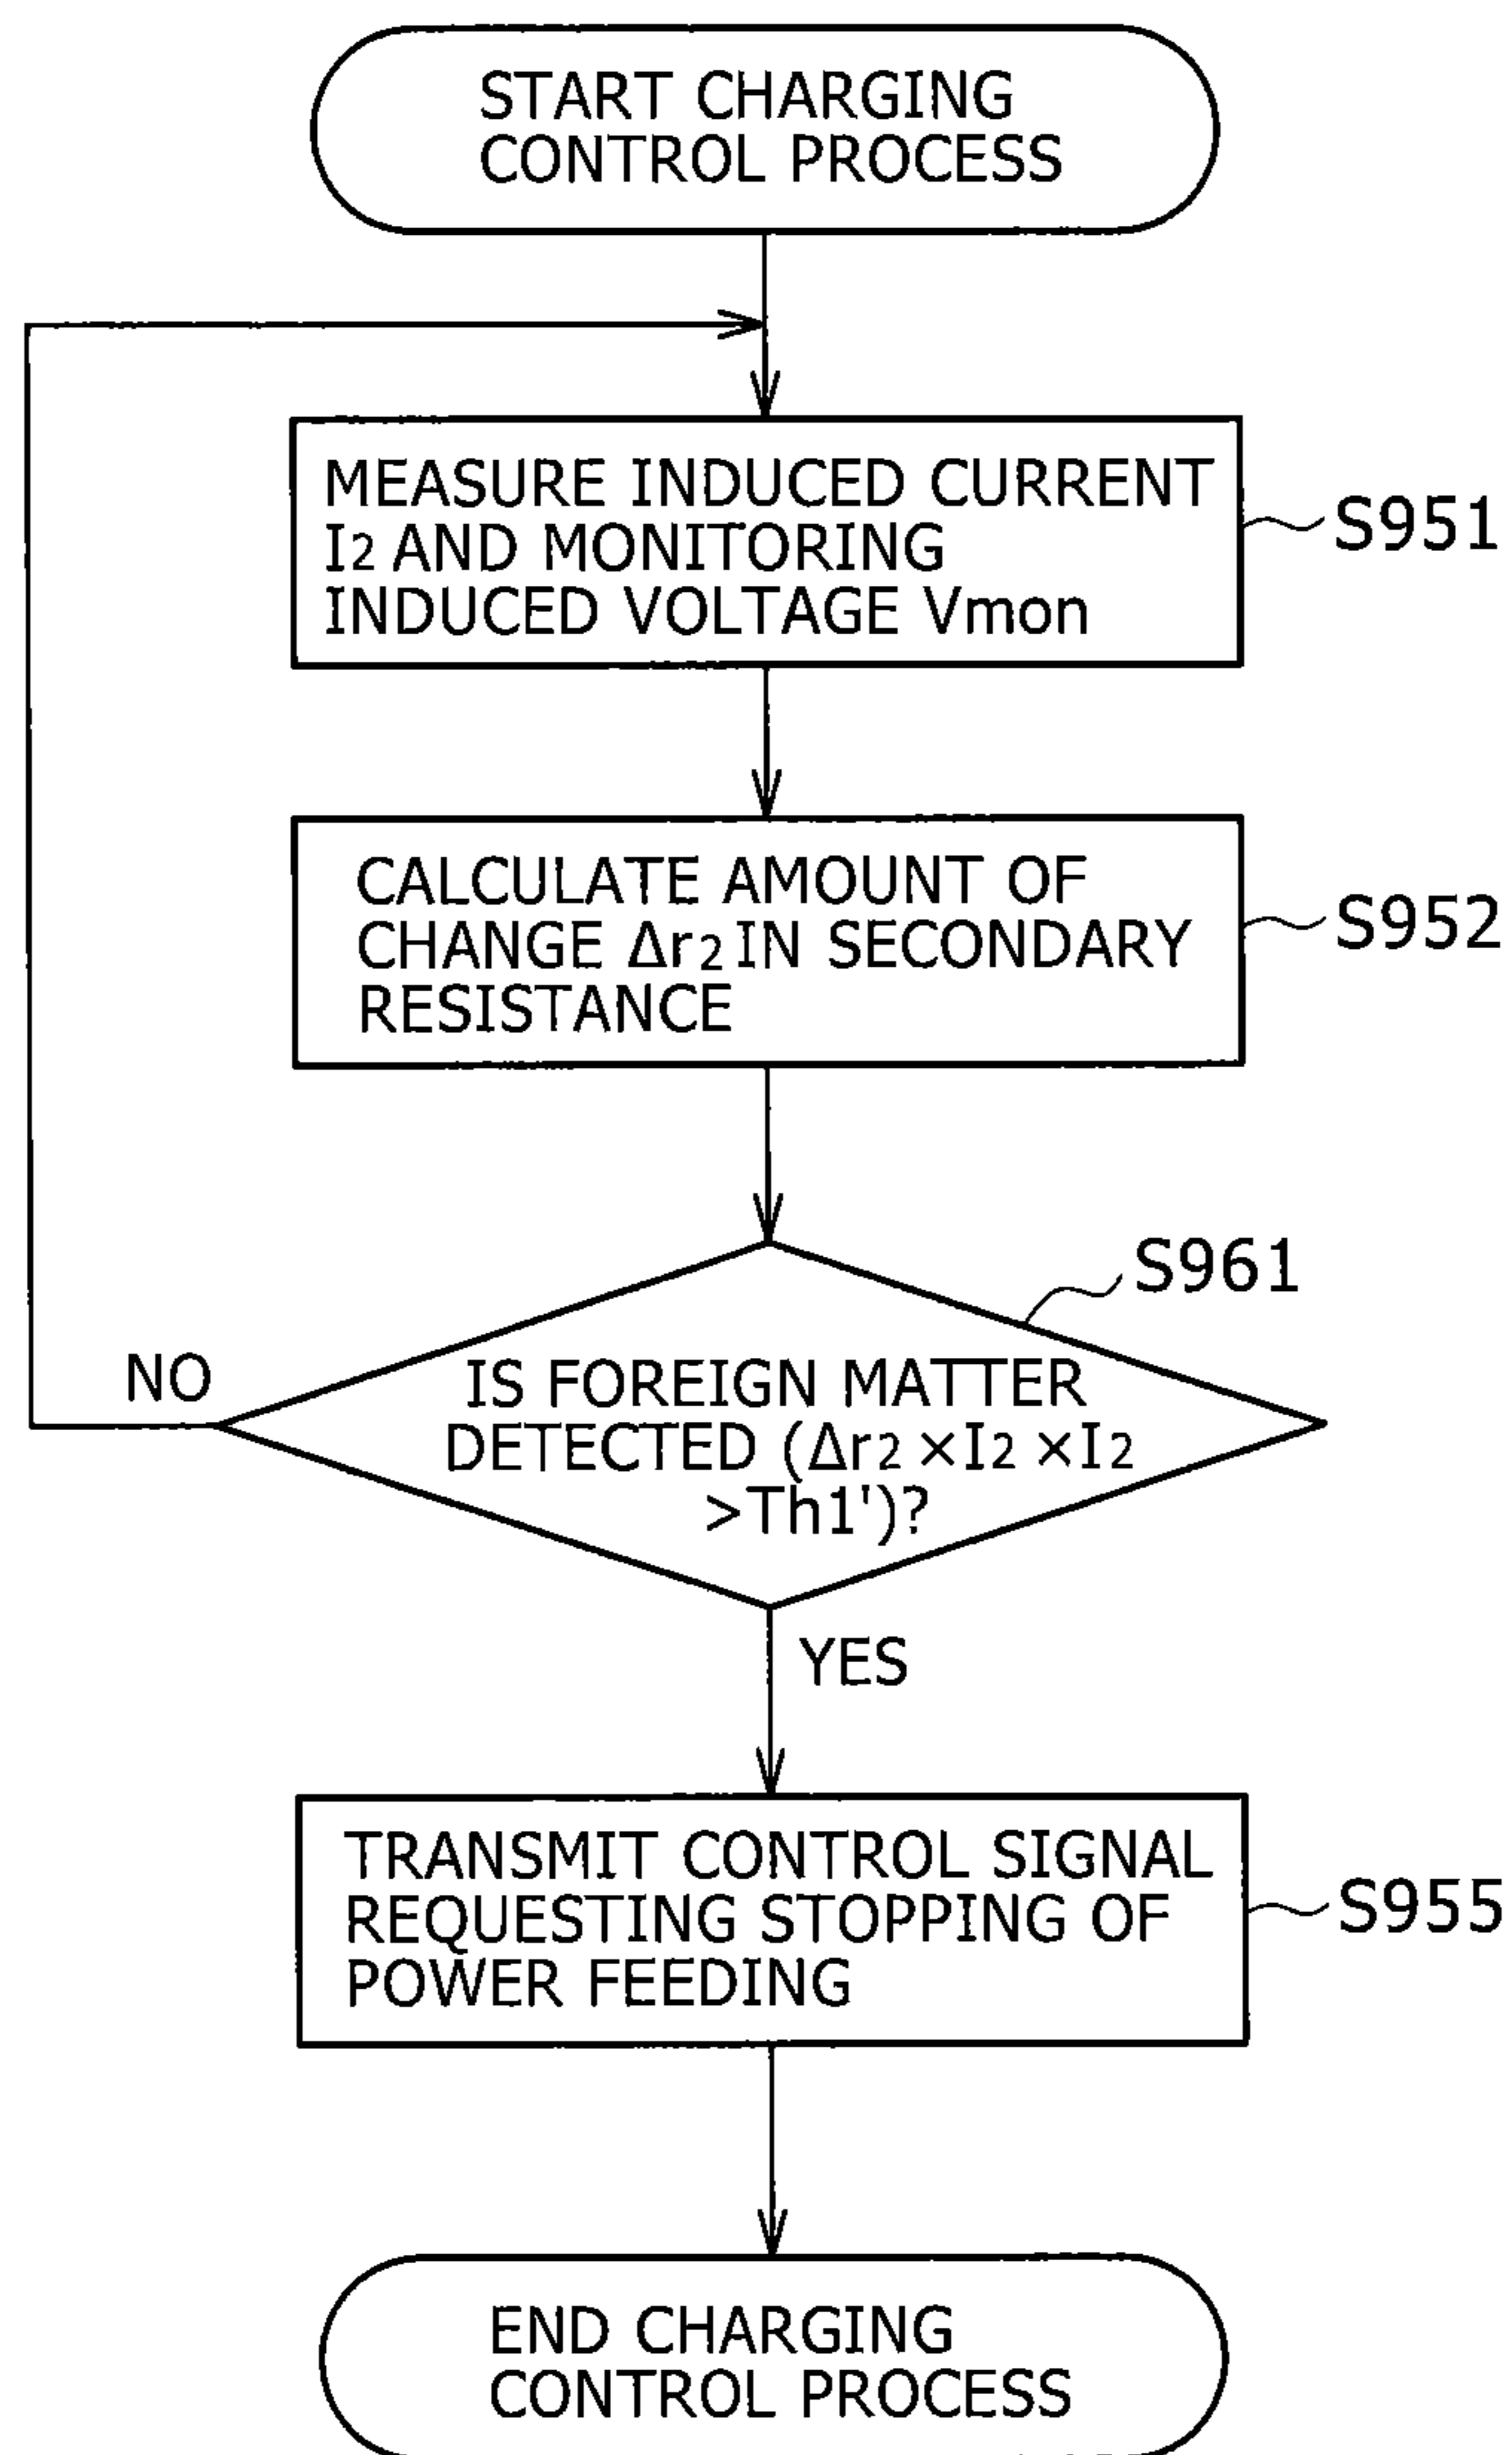 START CHARGING
CONTROL PROCESS
MEASURE INDUCED CURRENT
I2 AND MONITORING
INDUCED VOLTAGE Vmon
S951
CALCULATE AMOUNT OF
CHANGE Δr2 IN SECONDARY
RESISTANCE
S952
S961
NO
IS FOREIGN MATTER
DETECTED (Δr2 ×I2 ×I2
>Th1')?
YES
TRANSMIT CONTROL SIGNAL
REQUESTING STOPPING OF
POWER FEEDING
S955
END CHARGING
CONTROL PROCESS